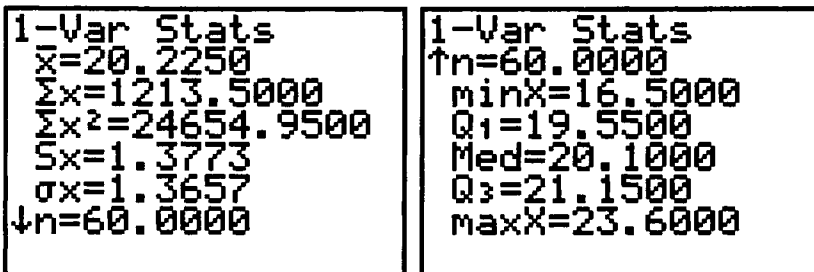 1-Var Stats
x̄=20.2250
Σx=1213.5000
Σx²=24654.9500
Sx=1.3773
σx=1.3657
↓n=60.0000
1-Var Stats
↑n=60.0000
minX=16.5000
Q₁=19.5500
Med=20.1000
Q₃=21.1500
maxX=23.6000